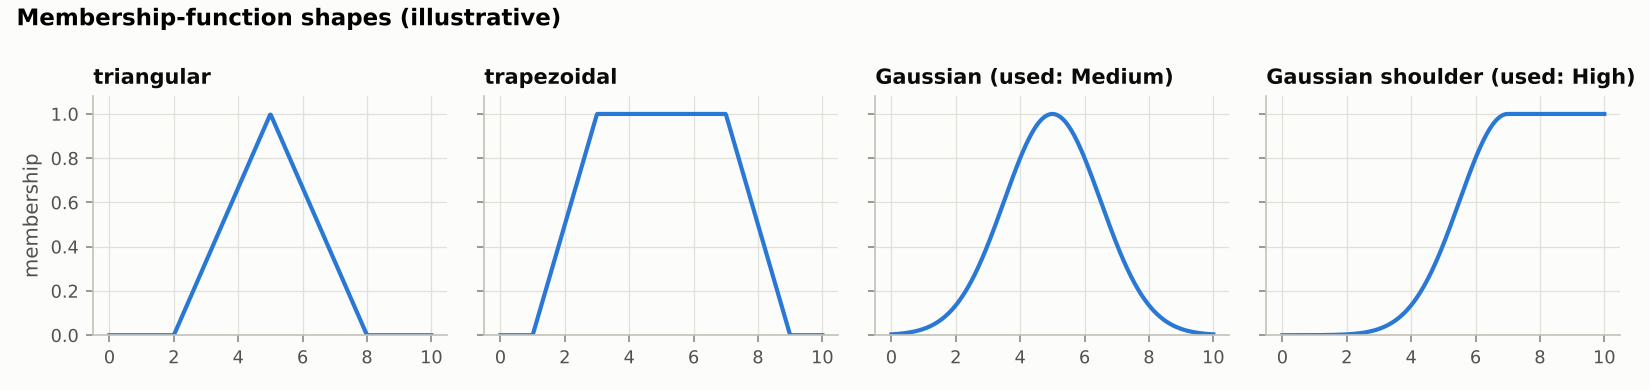 Membership-function shapes (illustrative)
triangular
trapezoidal
Gaussian (used: Medium)
Gaussian shoulder (used: High)
membership
1.0
0.8
0.6
0.4
0.2
0.0
0 2 4 6 8 10
0 2 4 6 8 10
0 2 4 6 8 10
0 2 4 6 8 10